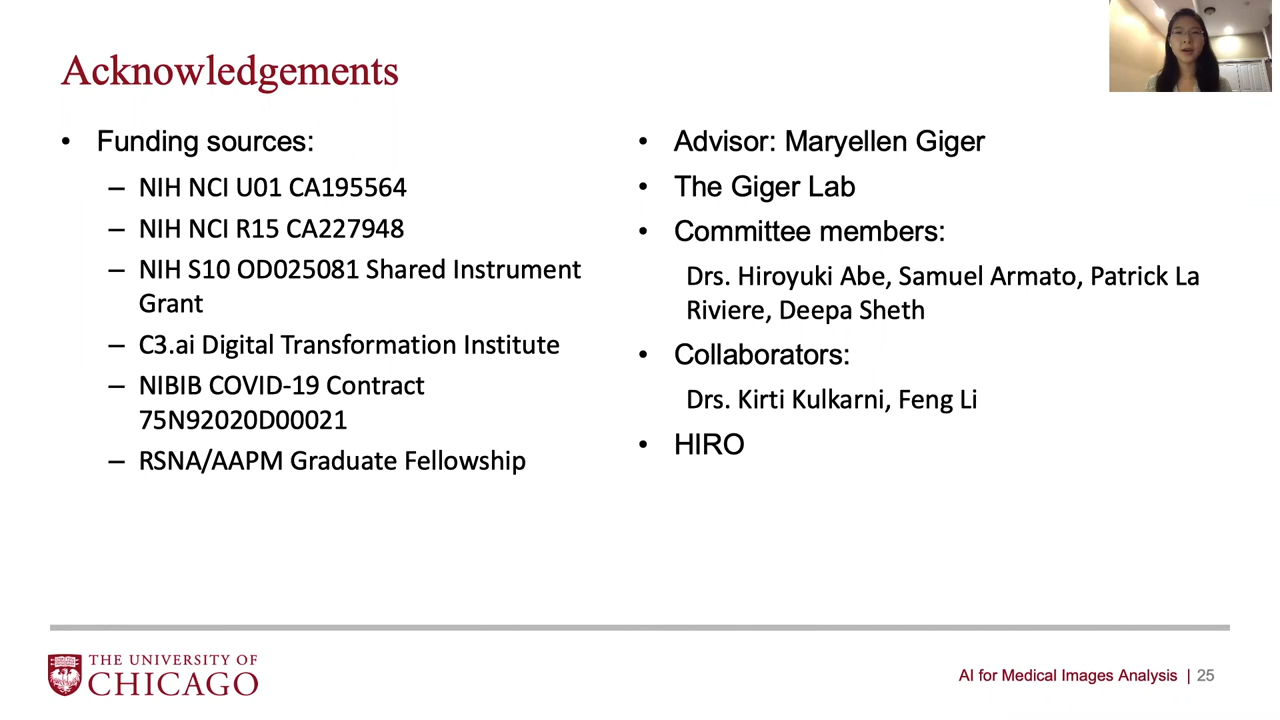 Acknowledgements
• Funding sources:
– NIH NCI U01 CA195564
– NIH NCI R15 CA227948
– NIH S10 OD025081 Shared Instrument
Grant
– C3.ai Digital Transformation Institute
– NIBIB COVID-19 Contract
75N92020D00021
– RSNA/AAPM Graduate Fellowship
• Advisor: Maryellen Giger
• The Giger Lab
• Committee members:
Drs. Hiroyuki Abe, Samuel Armato, Patrick La
Riviere, Deepa Sheth
• Collaborators:
Drs. Kirti Kulkarni, Feng Li
• HIRO
THE UNIVERSITY OF
CHICAGO
AI for Medical Images Analysis | 25